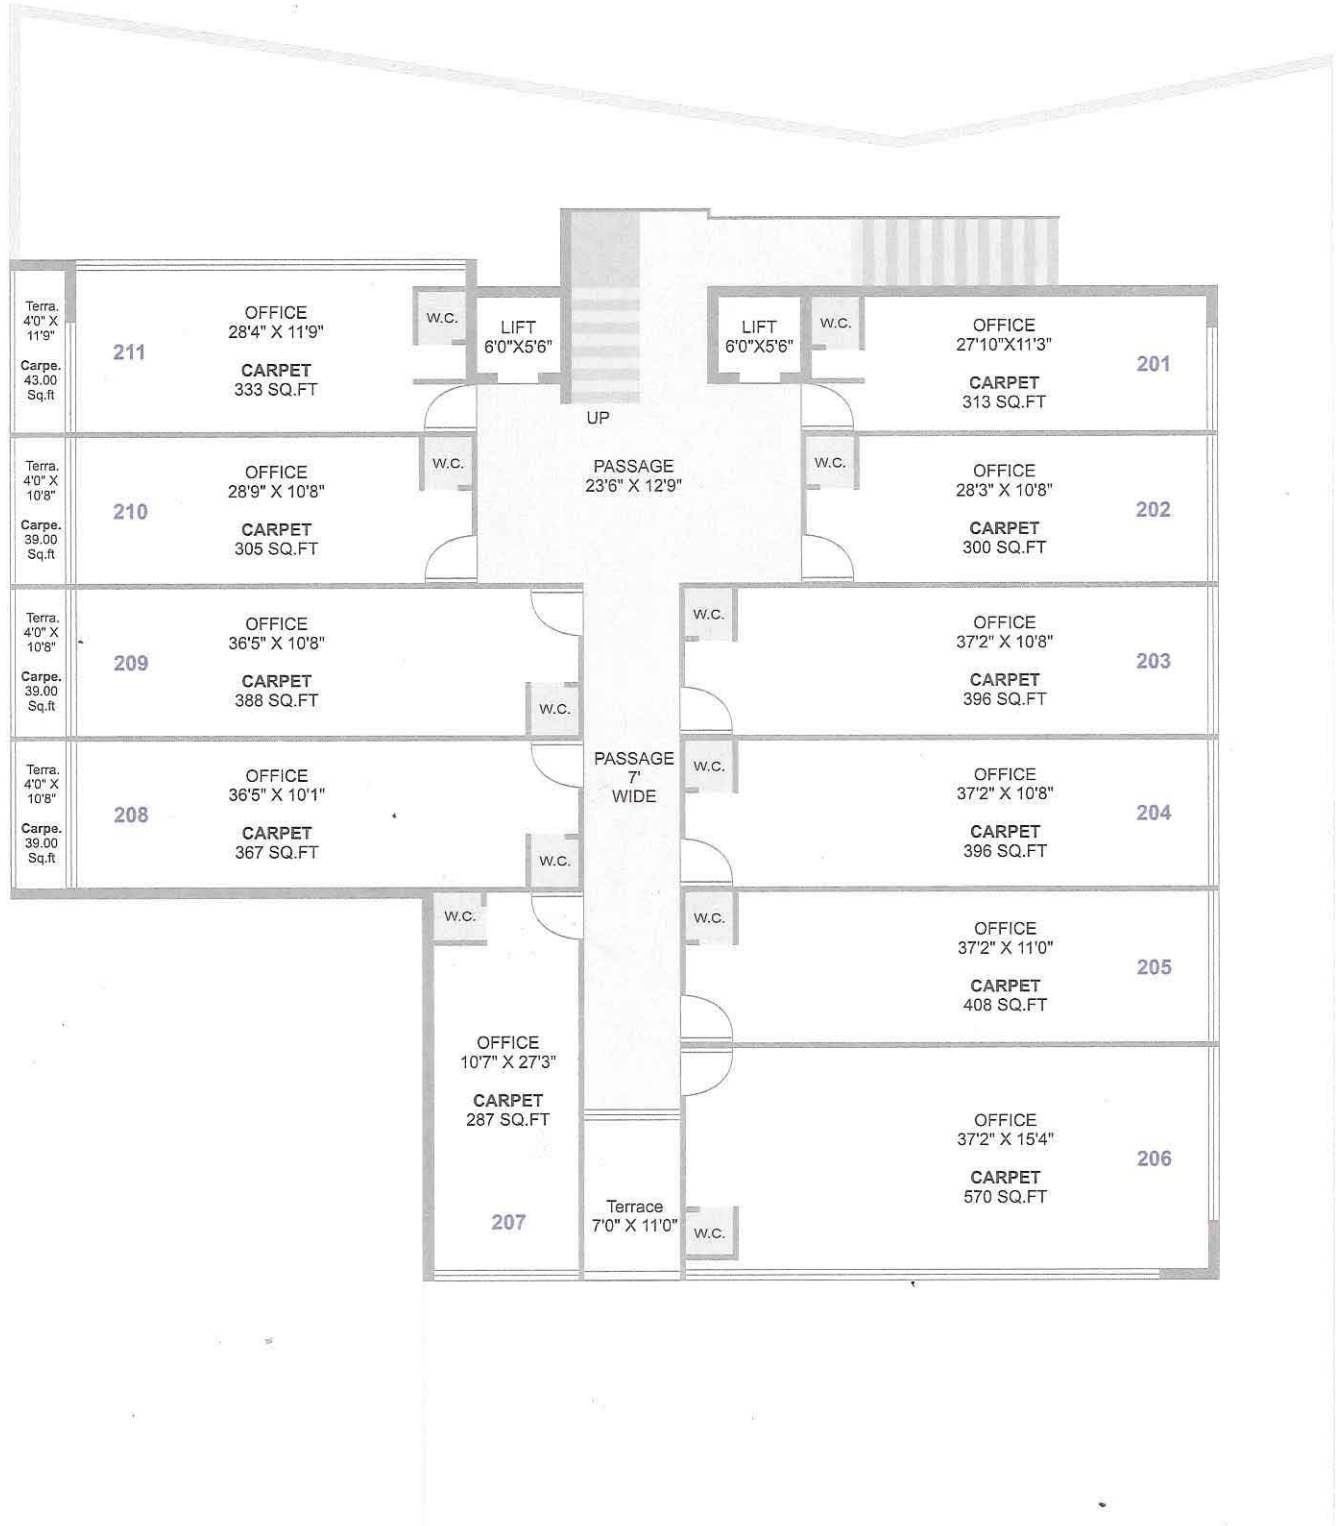 Terra.
4'0" X
11'9"
Carpe.
43.00
Sq.ft
211
OFFICE
28'4" X 11'9"
CARPET
333 SQ.FT
W.C.
LIFT
6'0"X5'6"
UP
LIFT
6'0"X5'6"
W.C.
OFFICE
27'10"X11'3"
CARPET
313 SQ.FT
201
Terra.
4'0" X
10'8"
Carpe.
39.00
Sq.ft
210
OFFICE
28'9" X 10'8"
CARPET
305 SQ.FT
W.C.
PASSAGE
23'6" X 12'9"
W.C.
OFFICE
28'3" X 10'8"
CARPET
300 SQ.FT
202
Terra.
4'0" X
10'8"
Carpe.
39.00
Sq.ft
209
OFFICE
36'5" X 10'8"
CARPET
388 SQ.FT
W.C.
W.C.
OFFICE
37'2" X 10'8"
CARPET
396 SQ.FT
203
Terra.
4'0" X
10'8"
Carpe.
39.00
Sq.ft
208
OFFICE
36'5" X 10'1"
CARPET
367 SQ.FT
W.C.
PASSAGE
7'
WIDE
W.C.
OFFICE
37'2" X 10'8"
CARPET
396 SQ.FT
204
W.C.
OFFICE
10'7" X 27'3"
CARPET
287 SQ.FT
207
W.C.
OFFICE
37'2" X 11'0"
CARPET
408 SQ.FT
205
Terrace
7'0" X 11'0"
W.C.
OFFICE
37'2" X 15'4"
CARPET
570 SQ.FT
206